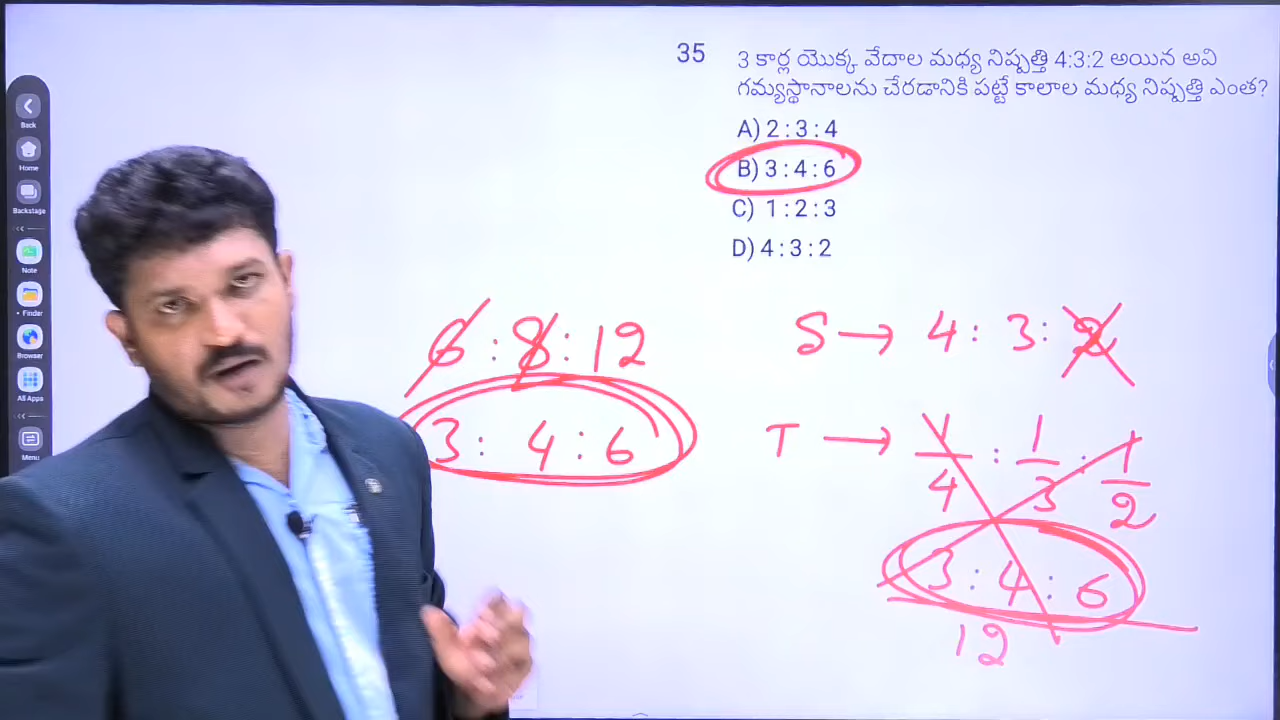 35 3 కార్ల యొక్క వేదాల మధ్య నిష్పత్తి 4:3:2 అయిన అవి
గమ్యస్థానాలను చేరడానికి పట్టే కాలాల మధ్య నిష్పత్తి ఎంత?
A) 2 : 3 : 4
B) 3 : 4 : 6
C) 1 : 2 : 3
D) 4 : 3 : 2
S → 4 : 3 : 2
T → 1/4 : 1/3 : 1/2
3 : 4 : 6
12
6 : 8 : 12
3 : 4 : 6
Back
Home
Backstage
Note
Finder
Browser
All Apps
Menu